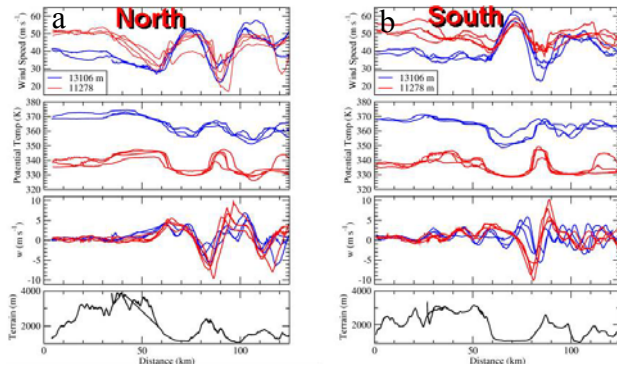 a North
60
50
40
30
20
Wind Speed (m s⁻¹)
13106 m
11278 m
380
370
360
350
340
330
320
Potential Temp (K)
10
5
0
-5
-10
w (m s⁻¹)
4000
2000
Terrain (m)
0 50 100
Distance (km)
b South
60
50
40
30
20
Wind Speed (m s⁻¹)
13106 m
11278 m
380
370
360
350
340
330
320
Potential Temp (K)
10
5
0
-5
-10
w (m s⁻¹)
4000
2000
Terrain (m)
0 50 100
Distance (km)